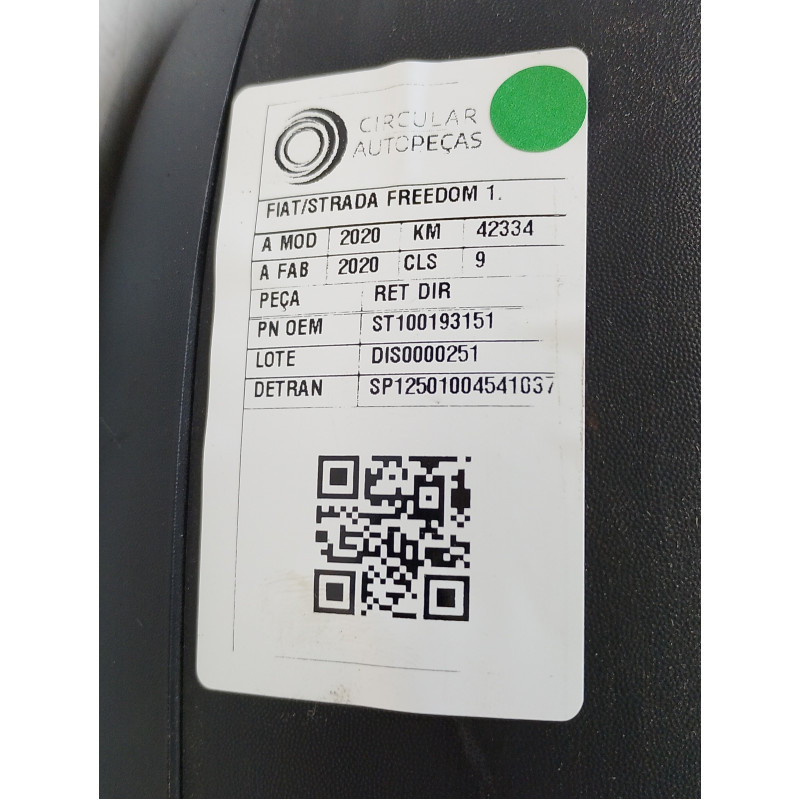 CIRCULAR
AUTOPEÇAS
FIAT/STRADA FREEDOM 1.
A MOD 2020 KM 42334
A FAB 2020 CLS 9
PEÇA RET DIR
PN OEM ST100193151
LOTE DIS0000251
DETRAN SP12501004541037